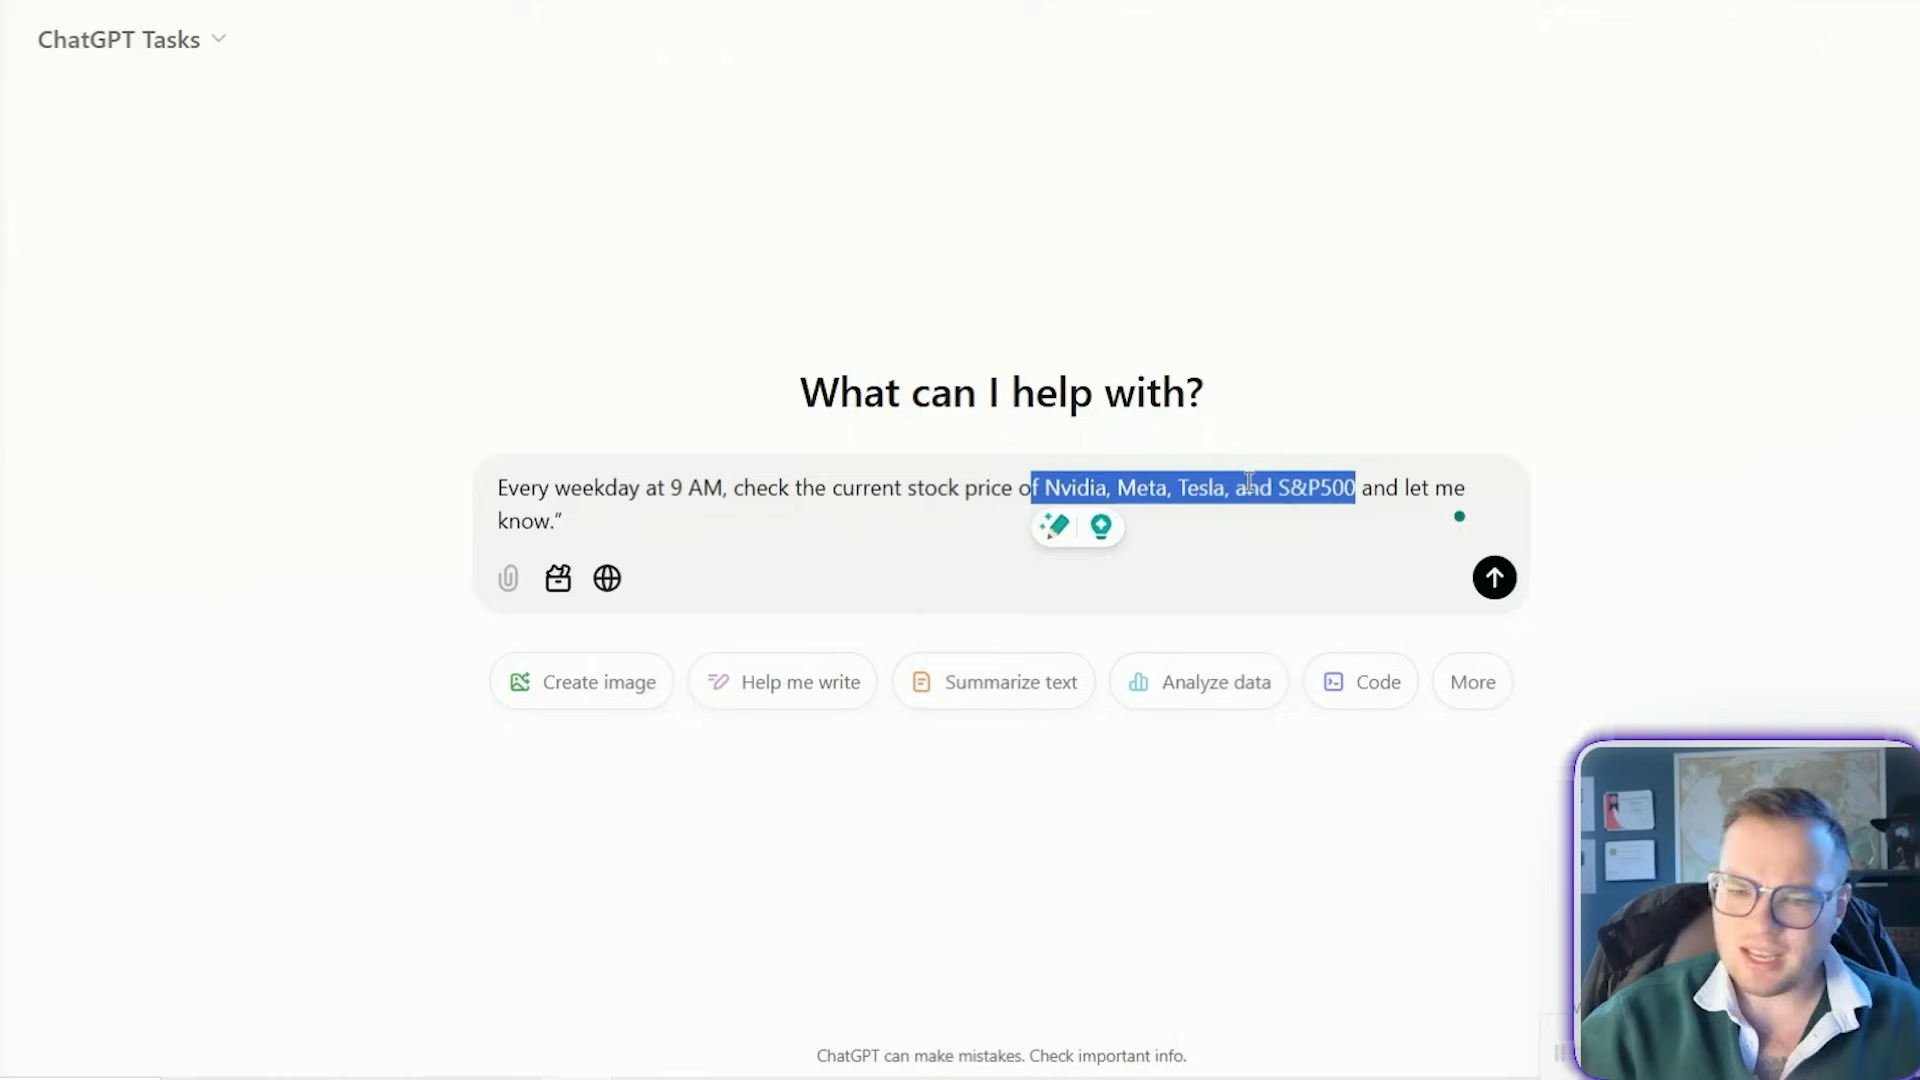 ChatGPT Tasks
What can I help with?
Every weekday at 9 AM, check the current stock price of Nvidia, Meta, Tesla, and S&P500 and let me
know.”
Create image
Help me write
Summarize text
Analyze data
Code
More
ChatGPT can make mistakes. Check important info.